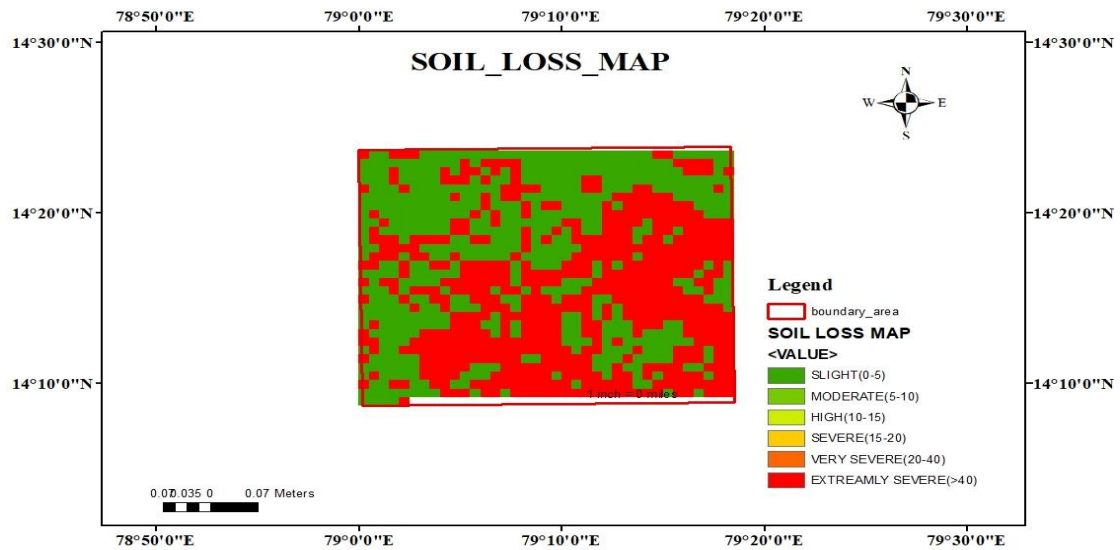 78°50'0"E 79°0'0"E 79°10'0"E 79°20'0"E 79°30'0"E
14°30'0"N 14°30'0"N
SOIL_LOSS_MAP
N
W E
S
14°20'0"N 14°20'0"N
Legend
boundary_area
SOIL LOSS MAP
<VALUE>
14°10'0"N 14°10'0"N
SLIGHT(0-5)
1 inch = 0 miles
MODERATE(5-10)
HIGH(10-15)
SEVERE(15-20)
VERY SEVERE(20-40)
EXTREAMLY SEVERE(>40)
0.07 0.035 0 0.07 Meters
78°50'0"E 79°0'0"E 79°10'0"E 79°20'0"E 79°30'0"E